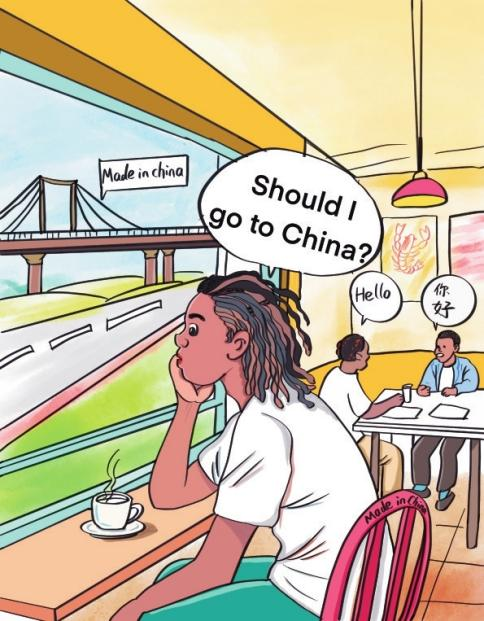 Made in china
Should I
go to China?
Hello
你
好
Made in China